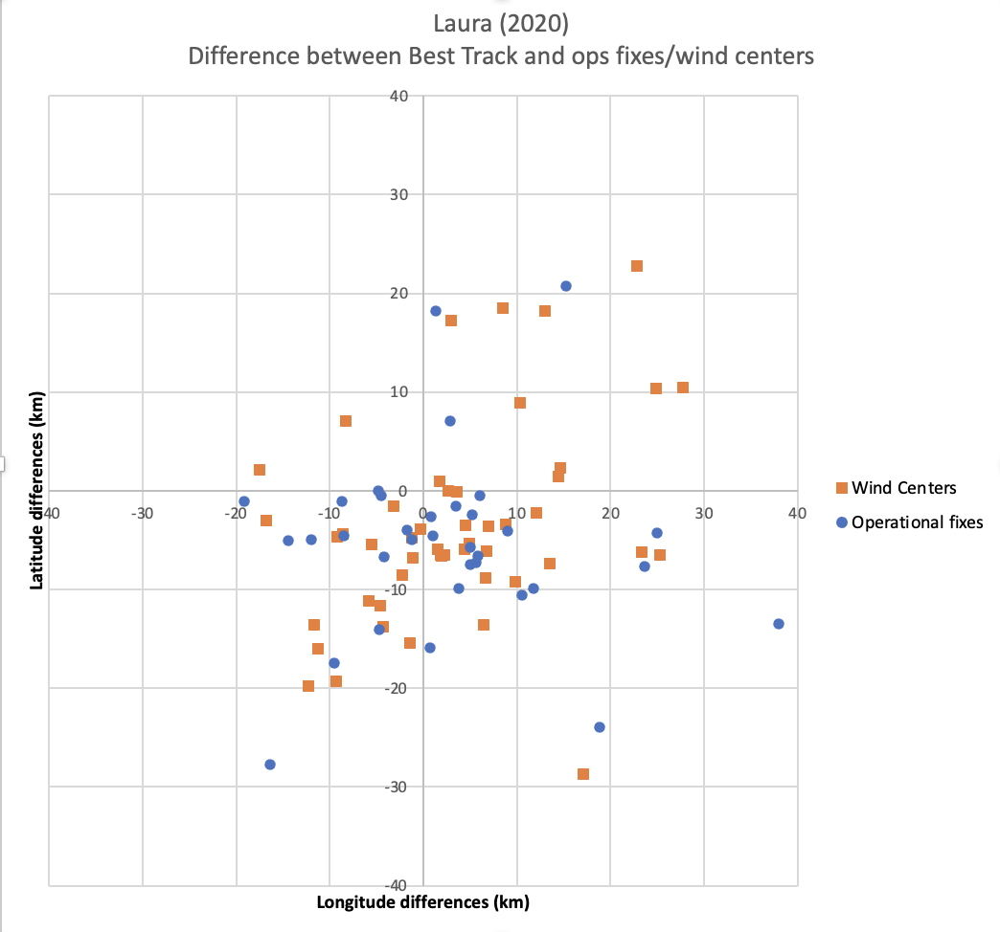 Laura (2020)
Difference between Best Track and ops fixes/wind centers
40
30
20
10
0
-40 -30 -20 -10 0 10 20 30 40
-10
-20
-30
-40
Latitude differences (km)
Longitude differences (km)
Wind Centers
Operational fixes